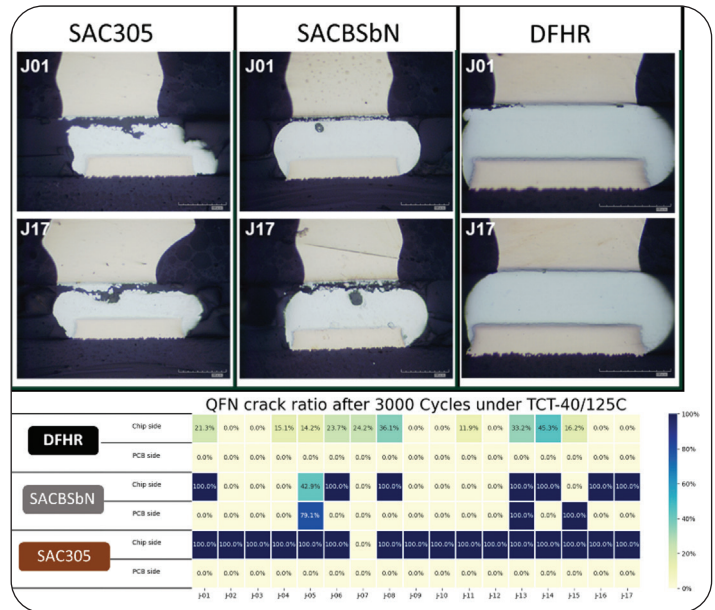 SAC305 SACBSbN DFHR
J01 J01 J01
J17 J17 J17
QFN crack ratio after 3000 Cycles under TCT-40/125C
DFHR
Chip side 21.3% 0.0% 0.0% 15.1% 14.2% 23.7% 24.2% 36.1% 0.0% 0.0% 11.9% 0.0% 33.2% 45.3% 16.2% 0.0% 0.0%
PCB side 0.0% 0.0% 0.0% 0.0% 0.0% 0.0% 0.0% 0.0% 0.0% 0.0% 0.0% 0.0% 0.0% 0.0% 0.0% 0.0% 0.0%
SACBSbN
Chip side 100.0% 0.0% 0.0% 0.0% 42.9% 100.0% 0.0% 100.0% 0.0% 0.0% 0.0% 0.0% 100.0% 100.0% 0.0% 100.0% 100.0%
PCB side 0.0% 0.0% 0.0% 0.0% 79.1% 0.0% 0.0% 0.0% 0.0% 0.0% 0.0% 0.0% 100.0% 0.0% 100.0% 0.0% 0.0%
SAC305
Chip side 100.0% 100.0% 100.0% 100.0% 100.0% 100.0% 0.0% 100.0% 100.0% 100.0% 100.0% 100.0% 100.0% 100.0% 100.0% 100.0% 100.0%
PCB side 0.0% 0.0% 0.0% 0.0% 0.0% 0.0% 0.0% 0.0% 0.0% 0.0% 0.0% 0.0% 0.0% 0.0% 0.0% 0.0% 0.0%
J-01 J-02 J-03 J-04 J-05 J-06 J-07 J-08 J-09 J-10 J-11 J-12 J-13 J-14 J-15 J-16 J-17
100%
80%
60%
40%
20%
0%